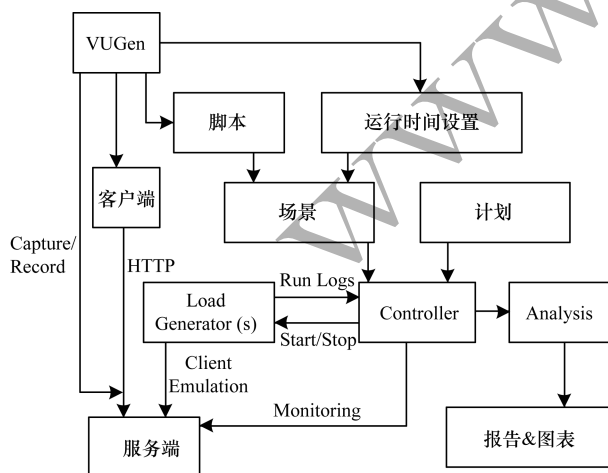 VUGen
脚本
运行时间设置
客户端
场景
计划
Capture/
Record
HTTP
Run Logs
Load
Generator (s)
Controller
Analysis
Start/Stop
Client
Emulation
Monitoring
服务端
报告&图表
WWW